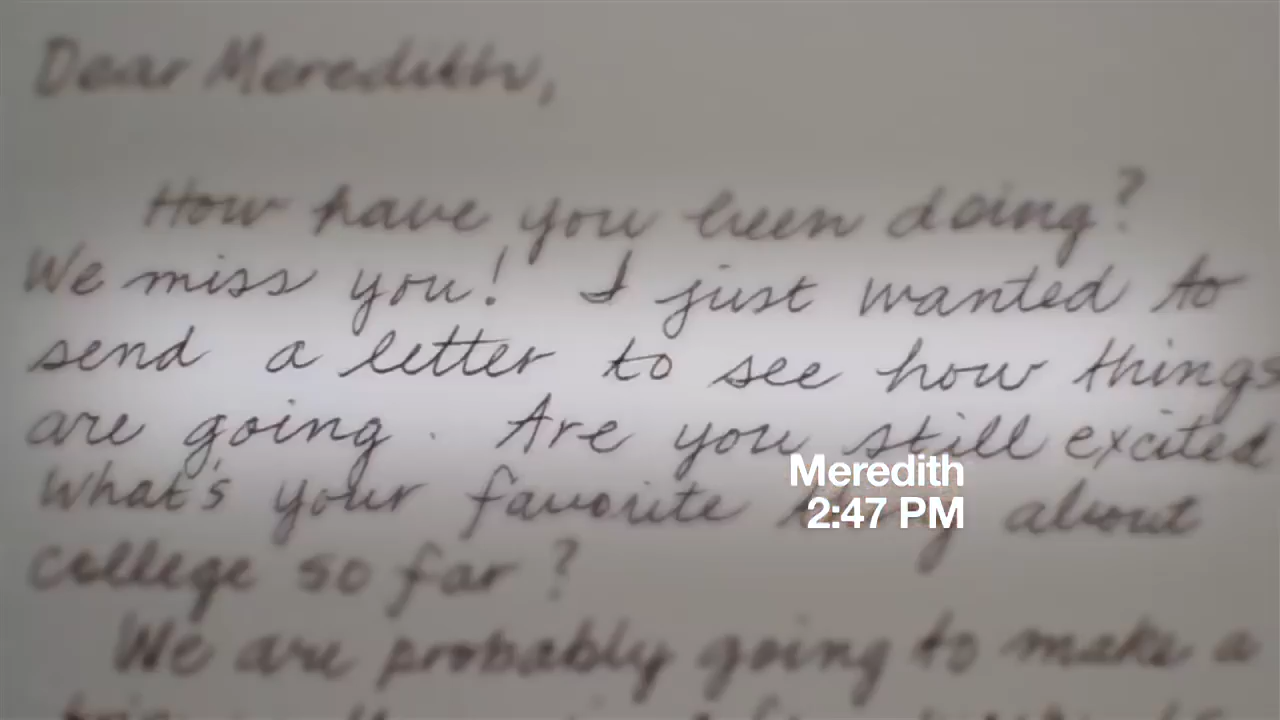 Dear Meredith,
How have you been doing?
We miss you! I just wanted to
send a letter to see how things
are going. Are you still excited
What's your favorite about
college so far?
We are probably going to make a
Meredith
2:47 PM